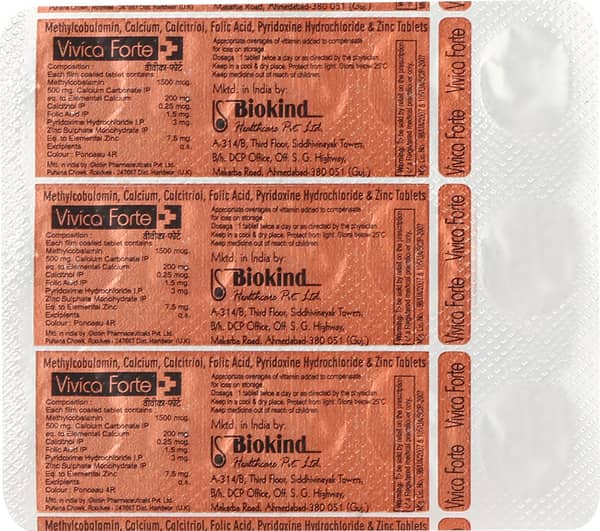 Makarba Road, Ahmedabad-380 051 (Guj.)
Methylcobalamin, Calcium, Calcitriol, Folic Acid, Pyridoxine Hydrochloride & Zinc Tablets
Vivica Forte
वीवीका-फोर्ट
Composition :
Each film coated tablet contains :
Methylcobalamin 1500 mcg.
500 mg. Calcium Carbonate IP
eq. to Elemental Calcium 200 mg
Calcitriol IP 0.25 mcg.
Folic Acid IP 1.5 mg
Pyridoxime Hydrochloride I.P. 3 mg
Zinc Sulphate Monohydrate IP
Eq. to Elemental Zinc 7.5 mg
Excipients q.s.
Colour : Ponceau 4R
Mfd. in India by :
Appropriate overages of vitamin added to compensate
for loss on storage.
Dosage : 1 tablet twice a day or as directed by the physician.
Keep in a cool & dry place. Protect from light. Store below 25°C
Keep medicine out of reach of children.
Mktd. in India by:
Biokind
Healthcare Pvt. Ltd.
A-314/B, Third Floor, Siddhivinayak Towers,
B/h. DCP Office, Off. S. G. Highway,
Makarba Road, Ahmedabad-380 051 (Guj.)
Vivica Forte
Vivica Forte
Methylcobalamin, Calcium, Calcitriol, Folic Acid, Pyridoxine Hydrochloride & Zinc Tablets
Vivica Forte
वीवीका-फोर्ट
Composition :
Each film coated tablet contains :
Methylcobalamin 1500 mcg.
500 mg. Calcium Carbonate IP
eq. to Elemental Calcium 200 mg
Calcitriol IP 0.25 mcg.
Folic Acid IP 1.5 mg
Pyridoxime Hydrochloride I.P. 3 mg
Zinc Sulphate Monohydrate IP
Eq. to Elemental Zinc 7.5 mg
Excipients q.s.
Colour : Ponceau 4R
Appropriate overages of vitamin added to compensate
for loss on storage.
Dosage : 1 tablet twice a day or as directed by the physician.
Keep in a cool & dry place. Protect from light. Store below 25°C
Keep medicine out of reach of children.
Mktd. in India by:
Biokind
Healthcare Pvt. Ltd.
A-314/B, Third Floor, Siddhivinayak Towers,
B/h. DCP Office, Off. S. G. Highway,
Makarba Road, Ahmedabad-380 051 (Guj.)
Vivica Forte
Vivica Forte
Methylcobalamin, Calcium, Calcitriol, Folic Acid, Pyridoxine Hydrochloride & Zinc Tablets
Vivica Forte
वीवीका-फोर्ट
Composition :
Each film coated tablet contains :
Methylcobalamin 1500 mcg.
500 mg. Calcium Carbonate IP
eq. to Elemental Calcium 200 mg
Calcitriol IP 0.25 mcg.
Folic Acid IP 1.5 mg
Pyridoxime Hydrochloride I.P. 3 mg
Zinc Sulphate Monohydrate IP
Eq. to Elemental Zinc 7.5 mg
Excipients q.s.
Colour : Ponceau 4R
Appropriate overages of vitamin added to compensate
for loss on storage.
Dosage : 1 tablet twice a day or as directed by the physician.
Keep in a cool & dry place. Protect from light. Store below 25°C
Keep medicine out of reach of children.
Mktd. in India by:
Biokind
Healthcare Pvt. Ltd.
A-314/B, Third Floor, Siddhivinayak Towers,
B/h. DCP Office, Off. S. G. Highway,
Makarba Road, Ahmedabad-380 051 (Guj.)
Vivica Forte
Vivica Forte
Methylcobalamin, Calcium, Calcitriol, Folic Acid, Pyridoxine Hydrochloride & Zinc Tablets